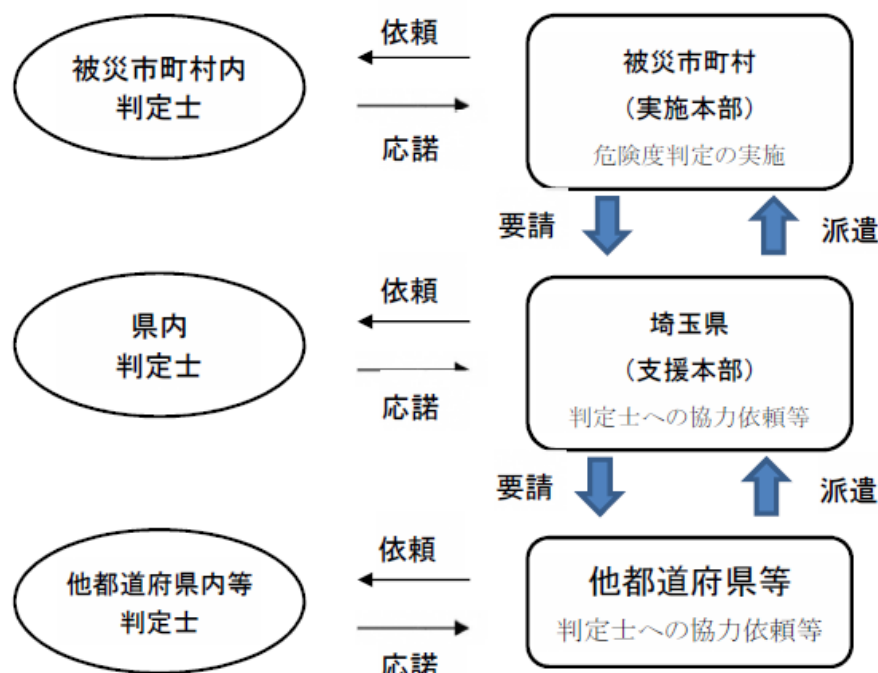 依頼
被災市町村内
判定士
応諾
被災市町村
（実施本部）
危険度判定の実施
要請
派遣
依頼
県内
判定士
応諾
埼玉県
（支援本部）
判定士への協力依頼等
要請
派遣
依頼
他都道府県内等
判定士
応諾
他都道府県等
判定士への協力依頼等